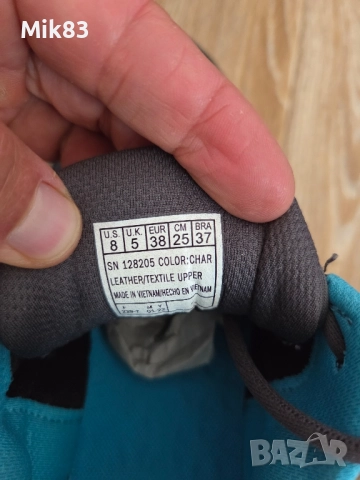 Mik83
U.S. U.K. EUR CM BRA
8 5 38 25 37
SN 128205 COLOR:CHAR
LEATHER/TEXTILE UPPER
MADE IN VIETNAM/HECHO EN VIETNAM
BAZAR
bg